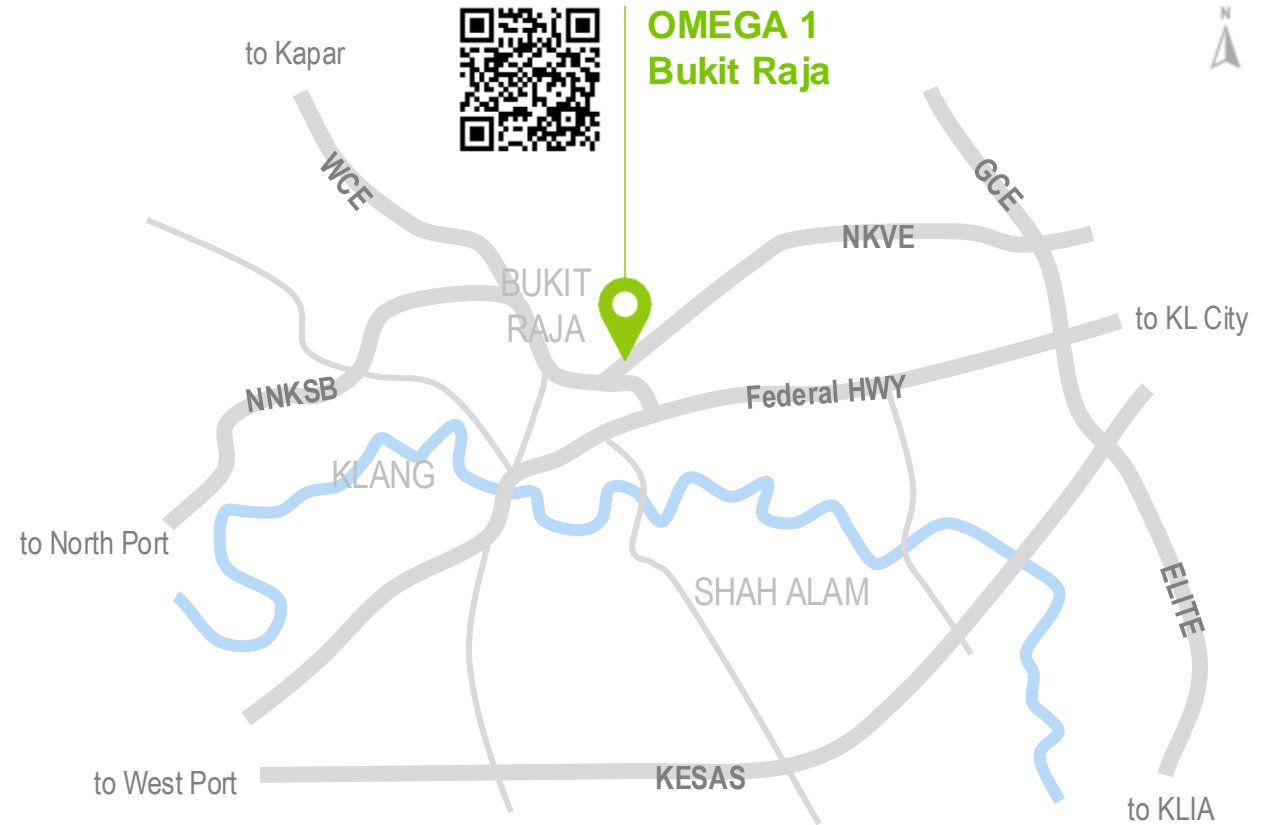 OMEGA 1
Bukit Raja
N
to Kapar
WCE
GCE
NKVE
BUKIT
RAJA
to KL City
NNKSB
Federal HWY
KLANG
to North Port
SHAH ALAM
ELITE
to West Port
KESAS
to KLIA